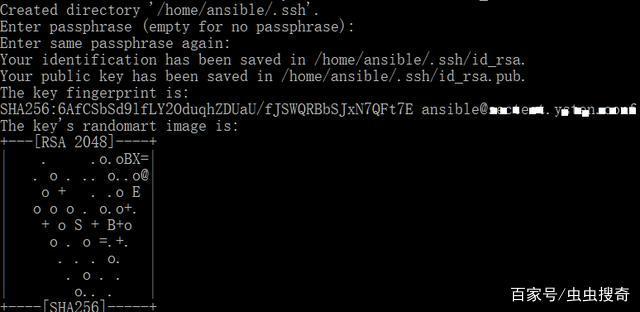 Created directory '/home/ansible/.ssh'.
Enter passphrase (empty for no passphrase):
Enter same passphrase again:
Your identification has been saved in /home/ansible/.ssh/id_rsa.
Your public key has been saved in /home/ansible/.ssh/id_rsa.pub.
The key fingerprint is:
SHA256:6AfCSbSd9lfLY2OduqhZDUaU/fJSWQRBbSJxN7QFt7E ansible@
The key's randomart image is:
+---[RSA 2048]----+
|    .     .o.oBX=|
|   . o . .. o..o@|
|    o +   . .o E |
|   o o o . o.o+. |
|    + o S + B+o  |
|     o . o =.+.  |
|      . . . o.   |
|       . o . .   |
|        o.. .    |
+----[SHA256]-----+
百家号/虫虫搜奇